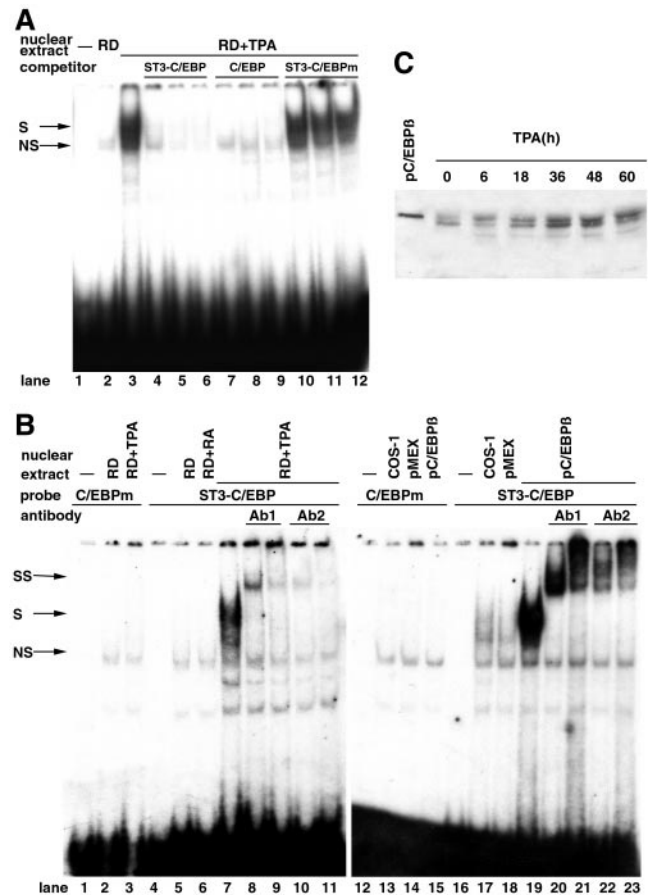 A
nuclear extract — RD RD+TPA
competitor ST3-C/EBP C/EBP ST3-C/EBPm
S
NS
lane 1 2 3 4 5 6 7 8 9 10 11 12
C
pC/EBPß
TPA(h)
0 6 18 36 48 60
B
nuclear extract — RD RD+TPA — RD RD+RA RD+TPA — COS-1 pMEX pC/EBPß — COS-1 pMEX pC/EBPß
probe C/EBPm ST3-C/EBP C/EBPm ST3-C/EBP
antibody Ab1 Ab2 Ab1 Ab2
SS
S
NS
lane 1 2 3 4 5 6 7 8 9 10 11 12 13 14 15 16 17 18 19 20 21 22 23